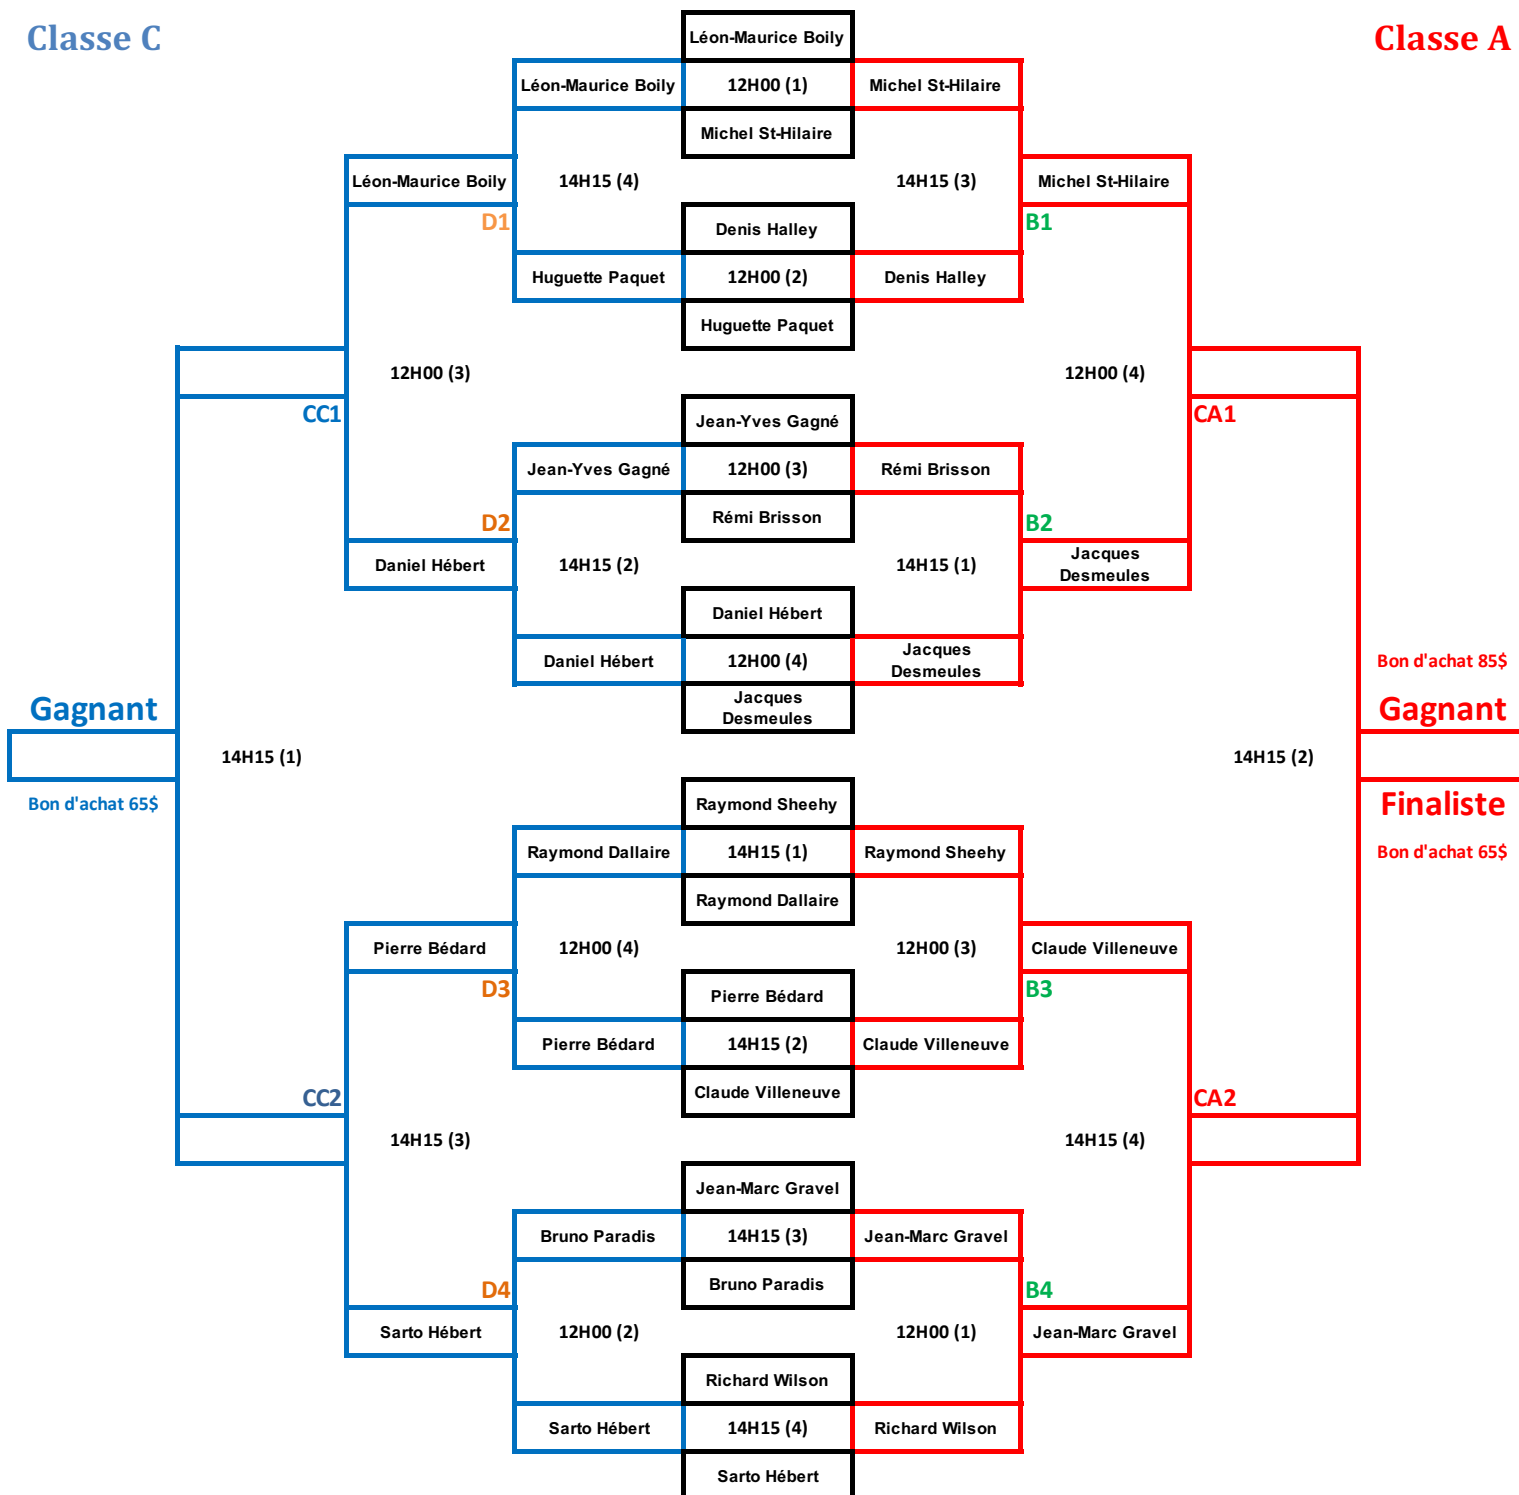 Classe C
Léon-Maurice Boily
Classe A
Léon-Maurice Boily
12H00 (1)
Michel St-Hilaire
Michel St-Hilaire
Léon-Maurice Boily
14H15 (4)
14H15 (3)
Michel St-Hilaire
D1
Denis Halley
B1
Huguette Paquet
12H00 (2)
Denis Halley
Huguette Paquet
12H00 (3)
12H00 (4)
CC1
Jean-Yves Gagné
CA1
Jean-Yves Gagné
12H00 (3)
Rémi Brisson
D2
Rémi Brisson
B2
Daniel Hébert
14H15 (2)
14H15 (1)
Jacques
Desmeules
Daniel Hébert
Daniel Hébert
12H00 (4)
Jacques
Desmeules
Bon d'achat 85$
Gagnant
Jacques
Desmeules
Gagnant
14H15 (1)
14H15 (2)
Bon d'achat 65$
Raymond Sheehy
Finaliste
Raymond Dallaire
14H15 (1)
Raymond Sheehy
Bon d'achat 65$
Raymond Dallaire
Pierre Bédard
12H00 (4)
12H00 (3)
Claude Villeneuve
D3
Pierre Bédard
B3
Pierre Bédard
14H15 (2)
Claude Villeneuve
CC2
Claude Villeneuve
CA2
14H15 (3)
14H15 (4)
Jean-Marc Gravel
Bruno Paradis
14H15 (3)
Jean-Marc Gravel
D4
Bruno Paradis
B4
Sarto Hébert
12H00 (2)
12H00 (1)
Jean-Marc Gravel
Richard Wilson
Sarto Hébert
14H15 (4)
Richard Wilson
Sarto Hébert